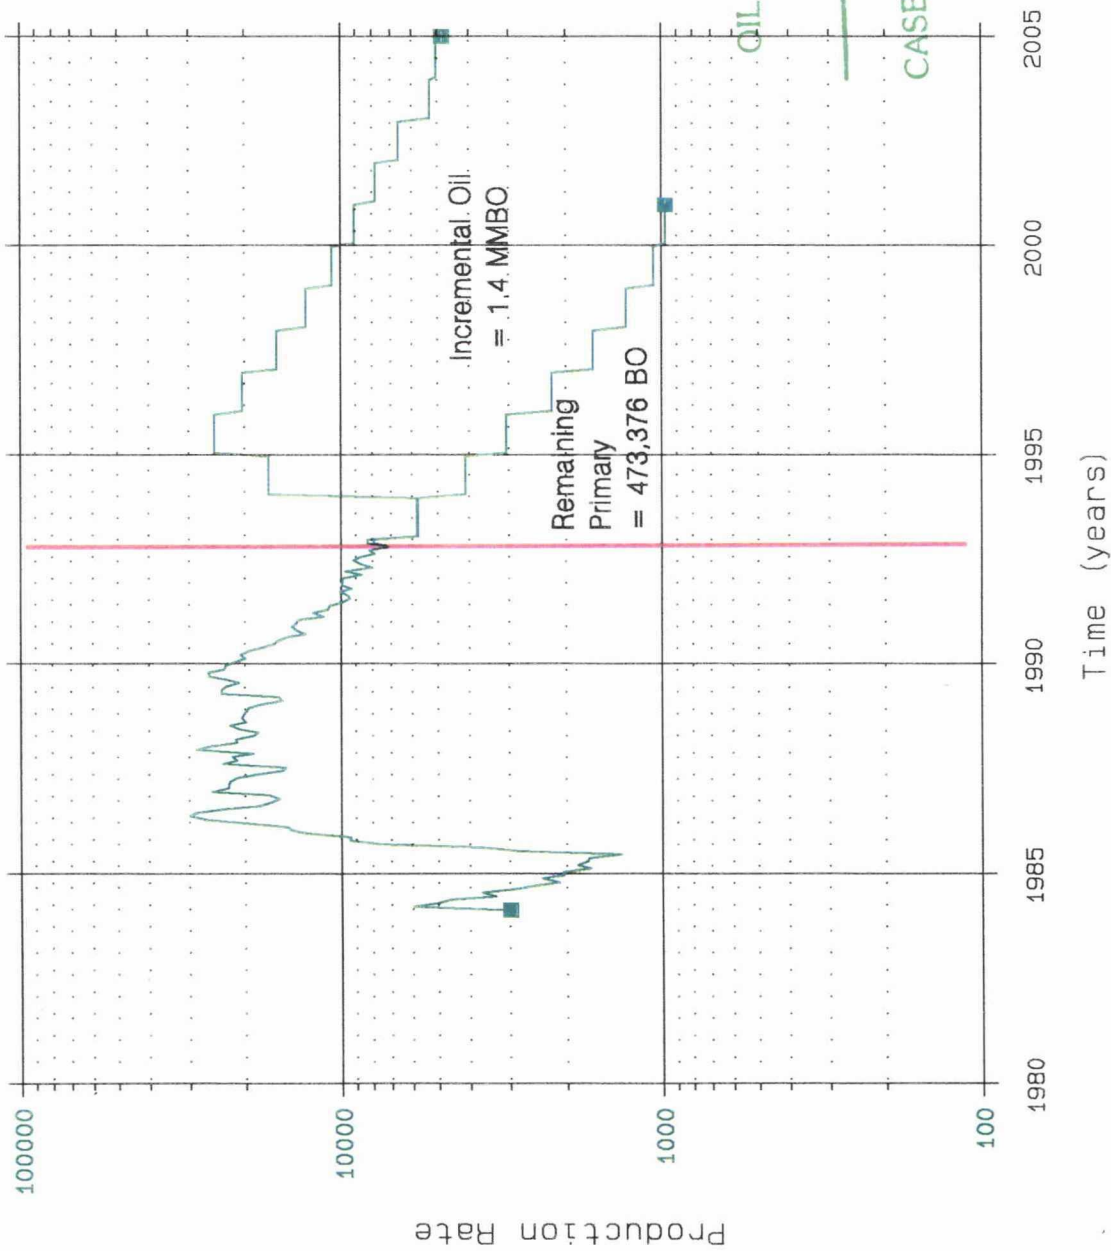 Production Rate
100000
10000
1000
100
Incremental Oil
= 1.4 MMBO
Remaining
Primary
= 473,376 BO
OIL
CASE
1980
1985
1990
1995
2000
2005
Time (years)